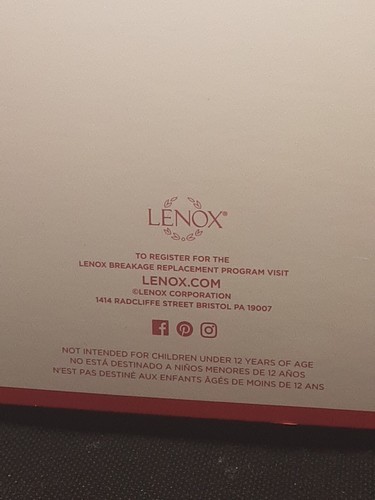 LENOX®
TO REGISTER FOR THE
LENOX BREAKAGE REPLACEMENT PROGRAM VISIT
LENOX.COM
©LENOX CORPORATION
1414 RADCLIFFE STREET BRISTOL PA 19007
NOT INTENDED FOR CHILDREN UNDER 12 YEARS OF AGE
NO ESTÁ DESTINADO A NIÑOS MENORES DE 12 AÑOS
N'EST PAS DESTINÉ AUX ENFANTS ÂGÉS DE MOINS DE 12 ANS